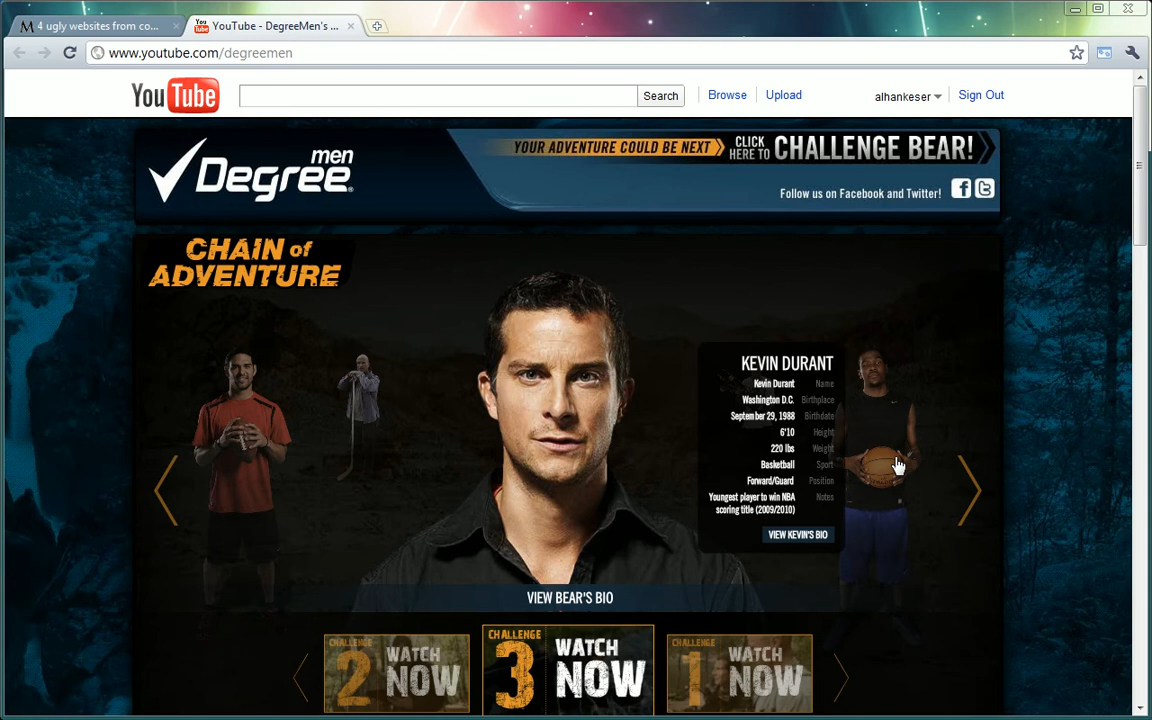 4 ugly websites from co...
YouTube - DegreeMen's ...
www.youtube.com/degreemen
YouTube
Search
Browse
Upload
alhankeser
Sign Out
men
Degree
YOUR ADVENTURE COULD BE NEXT
CLICK HERE TO
CHALLENGE BEAR!
Follow us on Facebook and Twitter!
CHAIN of
ADVENTURE
KEVIN DURANT
Kevin Durant Name
Washington D.C. Birthplace
September 29, 1988 Birthdate
6'10 Height
220 lbs Weight
Basketball Sport
Forward/Guard Position
Youngest player to win NBA Notes
scoring title (2009/2010)
VIEW KEVIN'S BIO
VIEW BEAR'S BIO
CHALLENGE 2 WATCH NOW
CHALLENGE 3 WATCH NOW
CHALLENGE 1 WATCH NOW